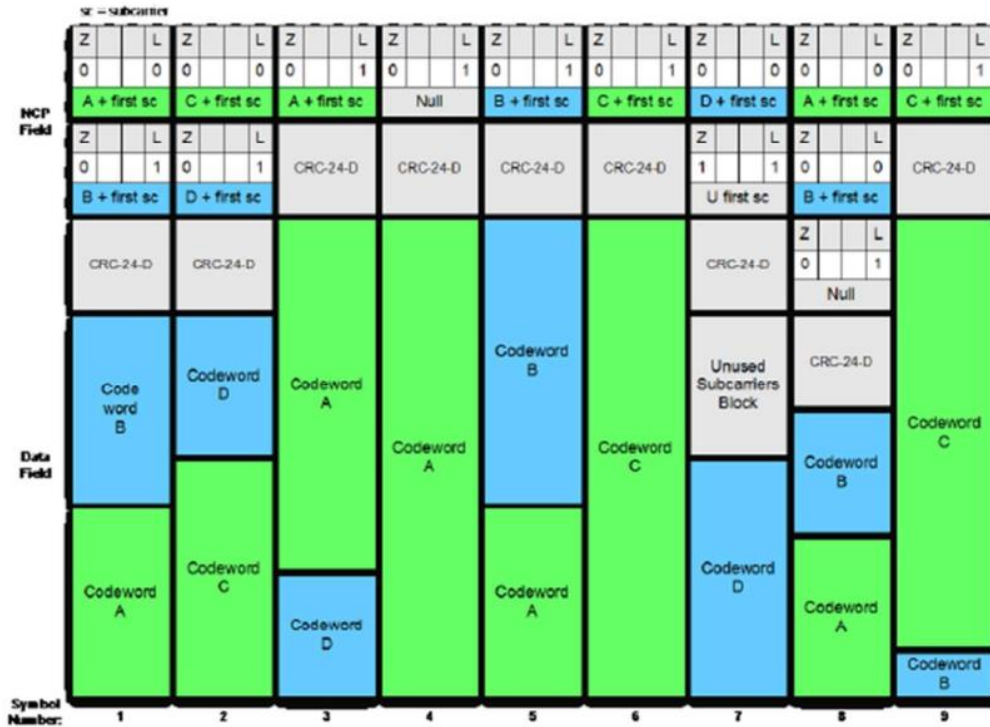 sc = subcarrier
Z L Z L Z L Z L Z L Z L Z L Z L Z L
0 0 0 0 0 1 0 1 0 1 0 1 0 0 0 0 0 1
A + first sc C + first sc A + first sc Null B + first sc C + first sc D + first sc A + first sc C + first sc
NCP
Field
Z L Z L CRC-24-D CRC-24-D CRC-24-D CRC-24-D Z L Z L CRC-24-D
0 1 0 1 1 1 0 0
B + first sc D + first sc U first sc B + first sc
CRC-24-D CRC-24-D CRC-24-D Z L
0 1
Null
Code
word
B
Codeword
D
Codeword
A
Codeword
A
Codeword
B
Codeword
C
Unused
Subcarriers
Block
CRC-24-D
Codeword
C
Data
Field
Codeword
B
Codeword
A
Codeword
C
Codeword
D
Codeword
A
Codeword
D
Codeword
A
Codeword
B
Symbol
Number:
1 2 3 4 5 6 7 8 9